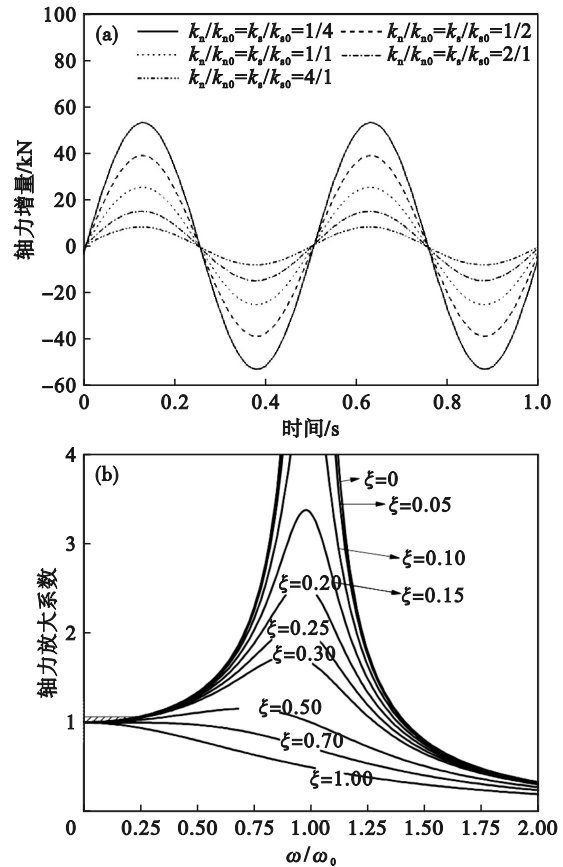 100
(a)
k_n/k_n0=k_s/k_s0=1/4
k_n/k_n0=k_s/k_s0=1/2
80
k_n/k_n0=k_s/k_s0=1/1
k_n/k_n0=k_s/k_s0=2/1
k_n/k_n0=k_s/k_s0=4/1
60
40
20
0
−20
−40
−60
轴力增量/kN
0
0.2
0.4
0.6
0.8
1.0
时间/s
4
(b)
ξ=0
ξ=0.05
3
ξ=0.10
ξ=0.20
ξ=0.15
2
ξ=0.25
ξ=0.30
ξ=0.50
1
ξ=0.70
ξ=1.00
轴力放大系数
0
0.25
0.50
0.75
1.00
1.25
1.50
1.75
2.00
ω/ω_0